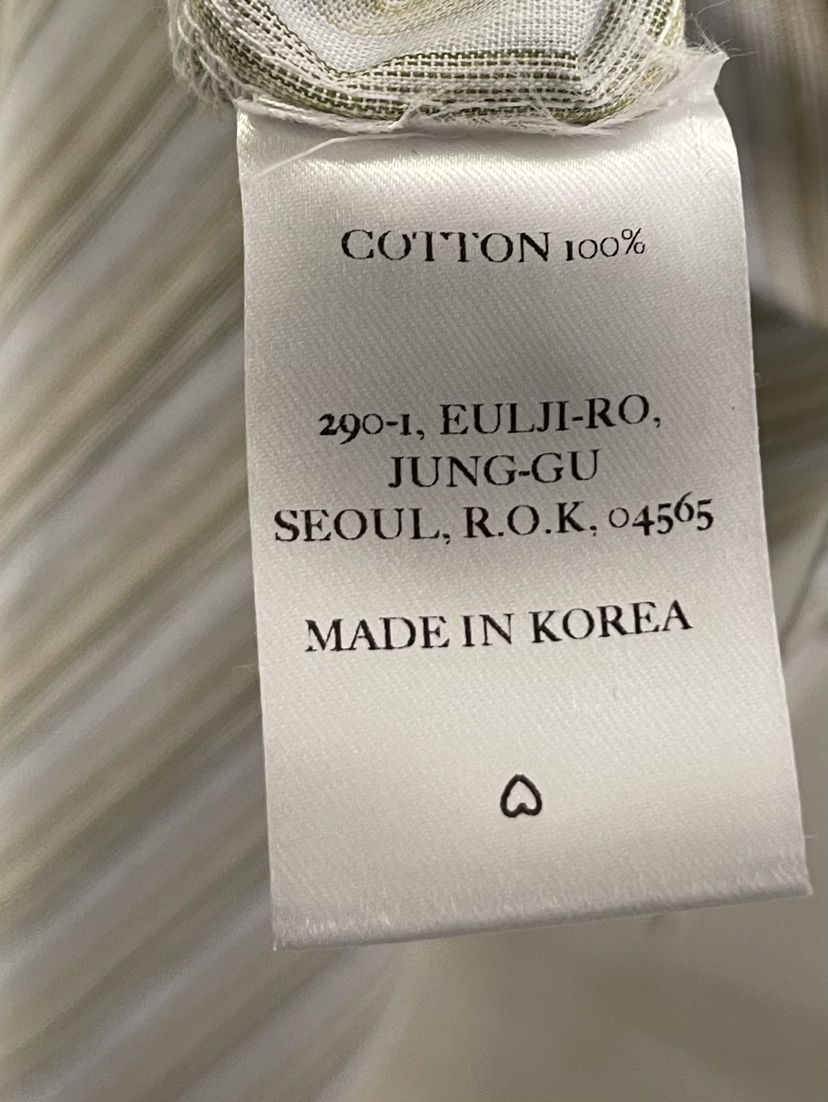 COTTON 100%
290-1, EULJI-RO,
JUNG-GU
SEOUL, R.O.K, 04565
MADE IN KOREA